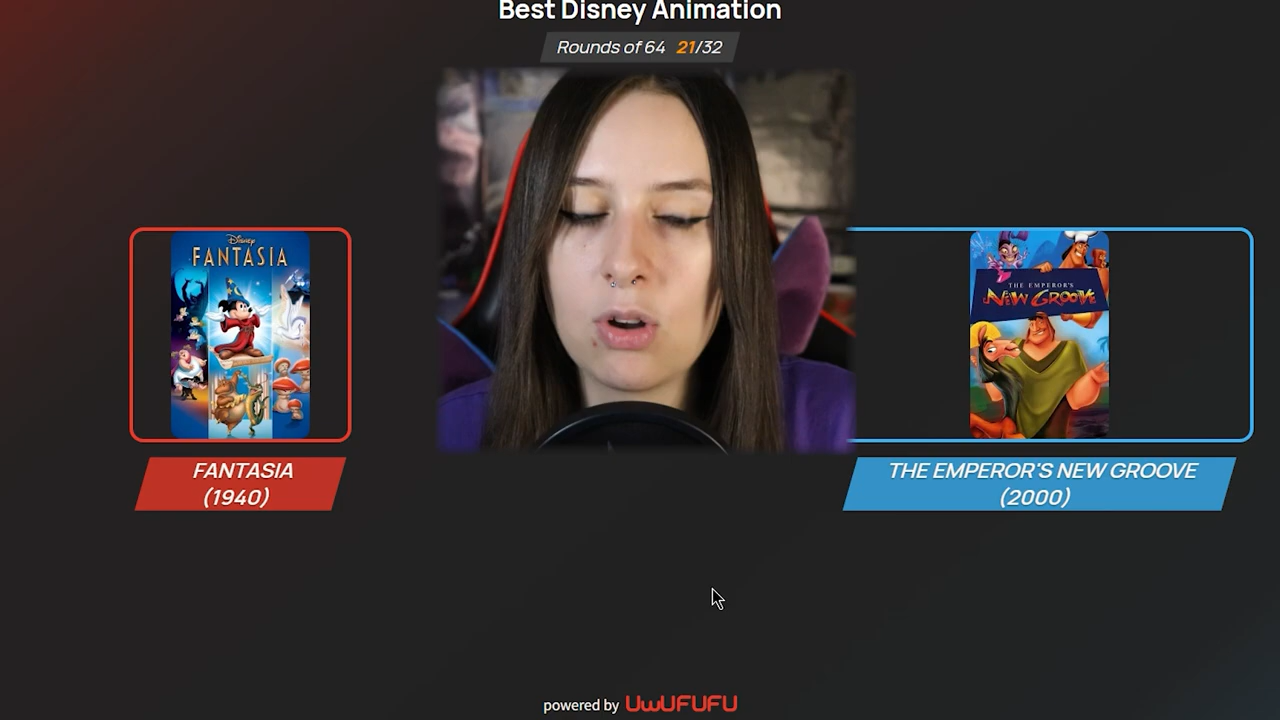 Best Disney Animation
Rounds of 64 21/32
Disney
FANTASIA
THE EMPEROR'S
NEW GROOVE
FANTASIA
(1940)
THE EMPEROR'S NEW GROOVE
(2000)
powered by UwUFUFU